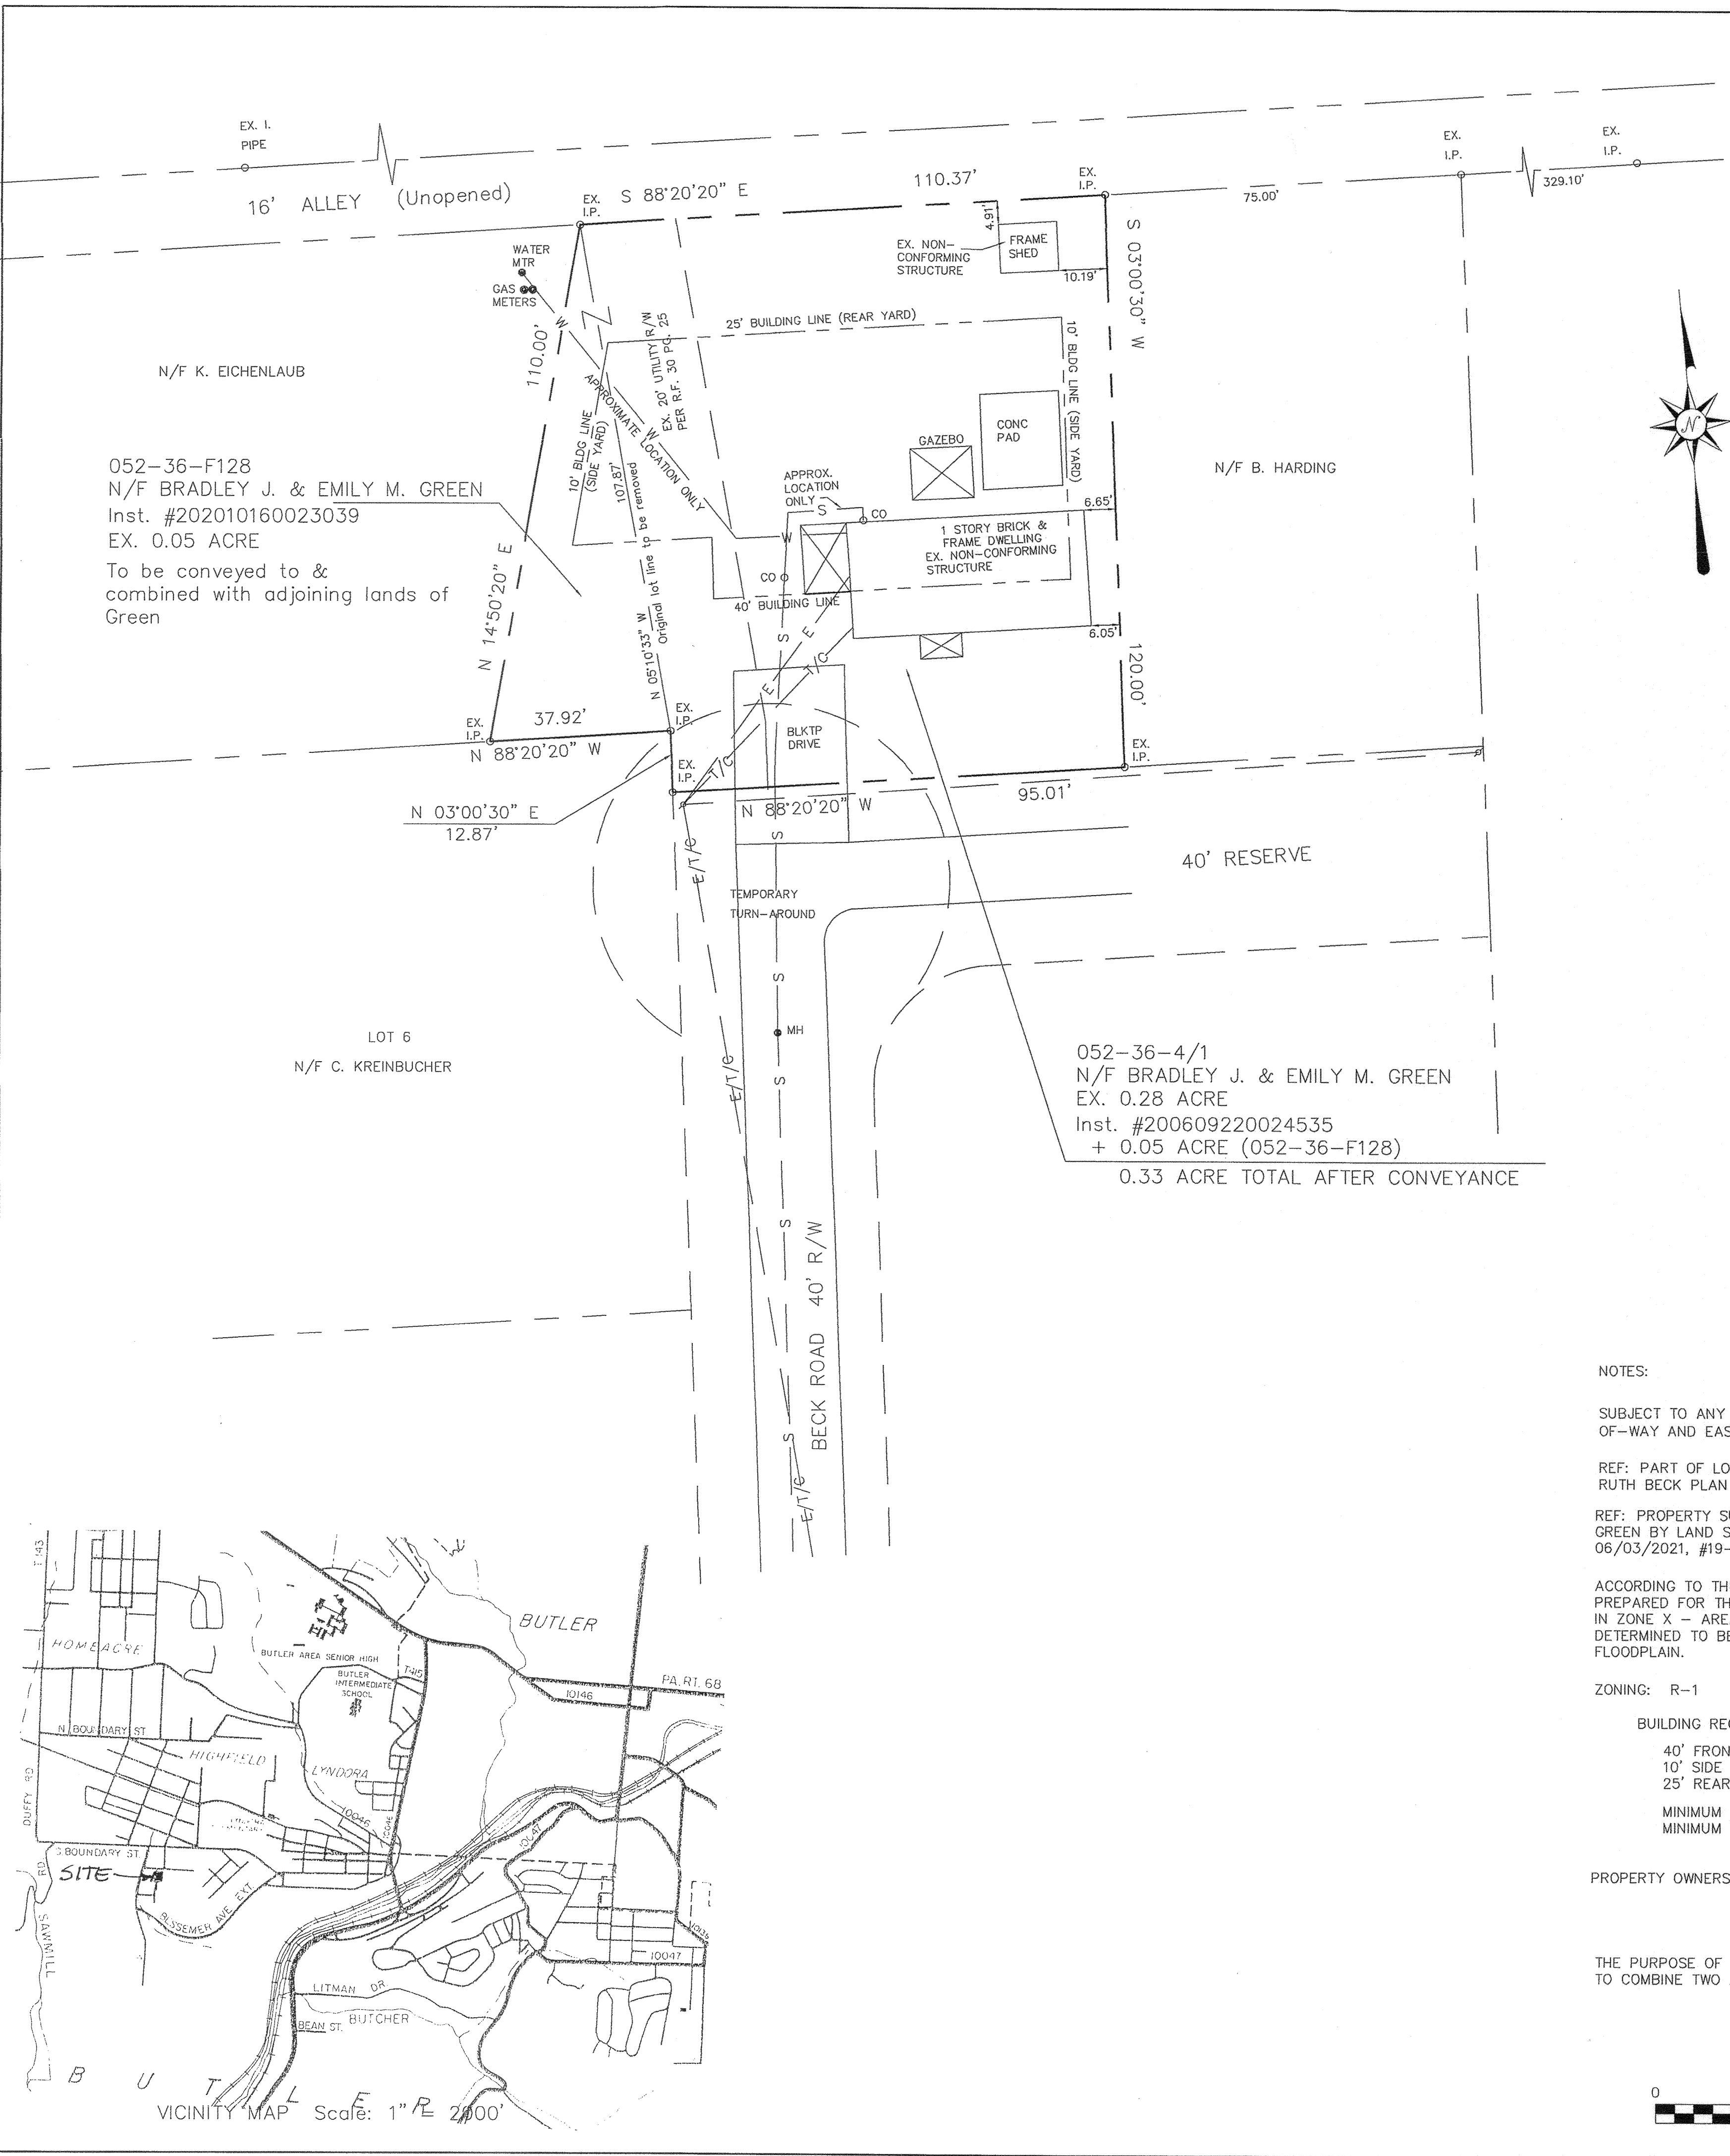 EX. I.
PIPE
16' ALLEY (Unopened)
EX.
I.P.
S 88°20'20" E
110.37'
EX.
I.P.
75.00'
EX.
I.P.
EX.
I.P.
329.10'
WATER
MTR
GAS
METERS
EX. NON-
CONFORMING
STRUCTURE
4.91'
FRAME
SHED
10.19'
S 03°00'30" W
25' BUILDING LINE (REAR YARD)
10' BLDG LINE (SIDE YARD)
110.00'
W
EX. 20' UTILITY R/W
PER R.F. 30 PG. 25
N/F K. EICHENLAUB
APPROXIMATE LOCATION ONLY
W
10' BLDG LINE
(SIDE YARD)
107.87'
CONC
PAD
GAZEBO
N/F B. HARDING
N
052-36-F128
N/F BRADLEY J. & EMILY M. GREEN
Inst. #202010160023039
EX. 0.05 ACRE
To be conveyed to &
combined with adjoining lands of
Green
APPROX.
LOCATION
ONLY
S
CO
6.65'
1 STORY BRICK &
FRAME DWELLING
EX. NON-CONFORMING
STRUCTURE
W
CO
40' BUILDING LINE
N 14°50'20" E
N 05°10'33" W
Original lot line to be removed
S
E
T/C
6.05'
120.00'
EX.
I.P.
37.92'
N 88°20'20" W
EX.
I.P.
E
BLKTP
DRIVE
EX.
I.P.
T/C
EX.
I.P.
N 88°20'20" W
95.01'
N 03°00'30" E
12.87'
S
E/T/C
40' RESERVE
TEMPORARY
TURN-AROUND
S
MH
LOT 6
N/F C. KREINBUCHER
E/T/C
S
052-36-4/1
N/F BRADLEY J. & EMILY M. GREEN
EX. 0.28 ACRE
Inst. #200609220024535
+ 0.05 ACRE (052-36-F128)
0.33 ACRE TOTAL AFTER CONVEYANCE
S
BECK ROAD 40' R/W
S
E/T/C
NOTES:
SUBJECT TO ANY
OF-WAY AND EAS
REF: PART OF LO
RUTH BECK PLAN
REF: PROPERTY SU
GREEN BY LAND S
06/03/2021, #19-
ACCORDING TO TH
PREPARED FOR TH
IN ZONE X - ARE
DETERMINED TO BE
FLOODPLAIN.
ZONING: R-1
BUILDING REC
40' FRON
10' SIDE
25' REAR
MINIMUM
MINIMUM
PROPERTY OWNERS
THE PURPOSE OF
TO COMBINE TWO
0
T 143
BUTLER
HOMEACRE
BUTLER AREA SENIOR HIGH
BUTLER
INTERMEDIATE
SCHOOL
T415
PA. RT. 68
10146
N. BOUNDARY ST
HIGHFIELD
LYNDORA
DUFFY RD
10046
10046
10047
S. BOUNDARY ST.
SITE
RD
BESSEMER AVE EXT.
SAWMILL
10136
10047
LITMAN DR.
BEAN ST.
BUTCHER
BUTLER
VICINITY MAP Scale: 1" = 2000'